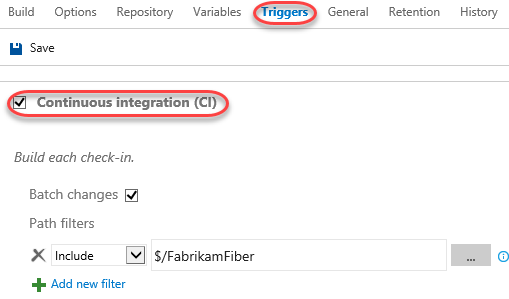 Build Options Repository Variables Triggers General Retention History
Save
Continuous integration (CI)
Build each check-in.
Batch changes
Path filters
Include $/FabrikamFiber ...
Add new filter